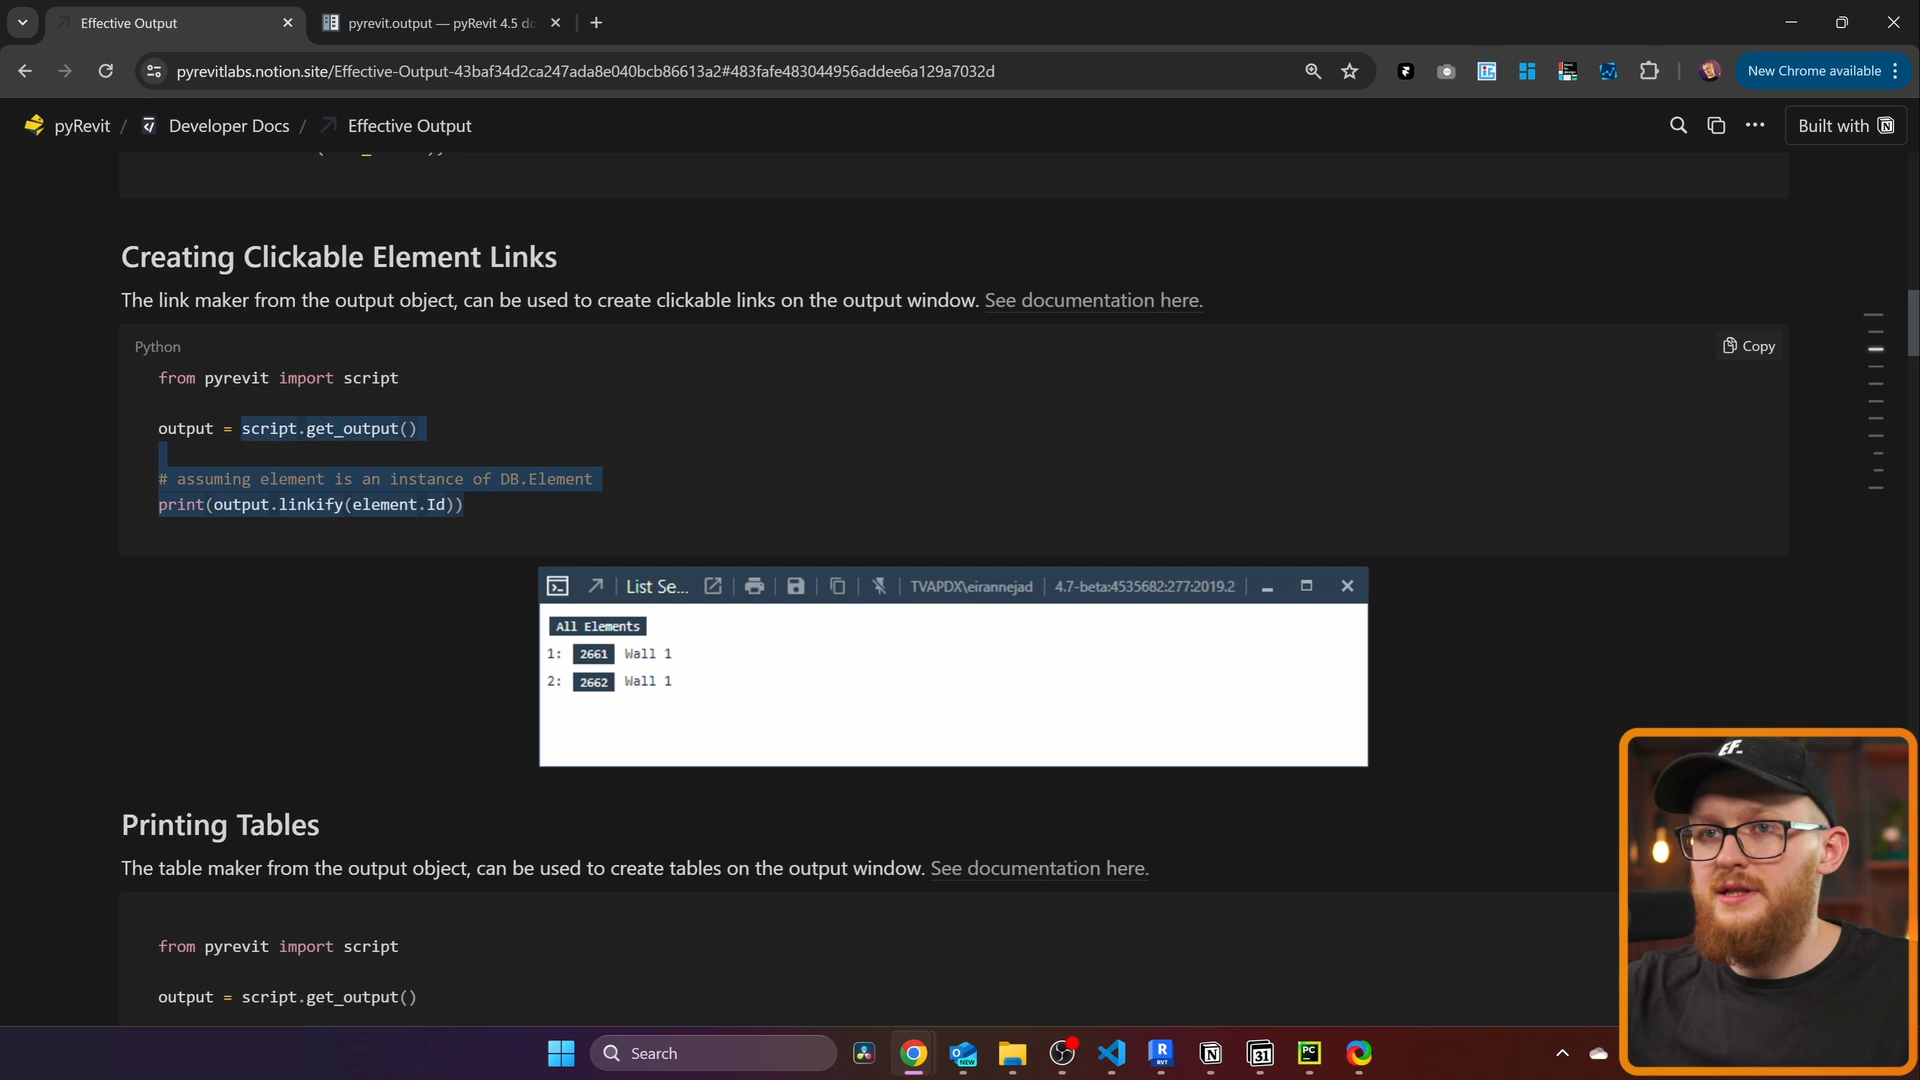 Effective Output
pyrevit.output — pyRevit 4.5 do
pyrevitlabs.notion.site/Effective-Output-43baf34d2ca247ada8e040bcb86613a2#483fafe483044956addee6a129a7032d
New Chrome available
pyRevit / Developer Docs / Effective Output
Built with
Creating Clickable Element Links
The link maker from the output object, can be used to create clickable links on the output window. See documentation here.
Python
Copy
from pyrevit import script
output = script.get_output()
# assuming element is an instance of DB.Element
print(output.linkify(element.Id))
List Se...
TVAPDX\eirannejad
4.7-beta:4535682:277:2019.2
All Elements
1: 2661 Wall 1
2: 2662 Wall 1
Printing Tables
The table maker from the output object, can be used to create tables on the output window. See documentation here.
from pyrevit import script
output = script.get_output()
EF_
Search
NEW
R
RVT
31
PC